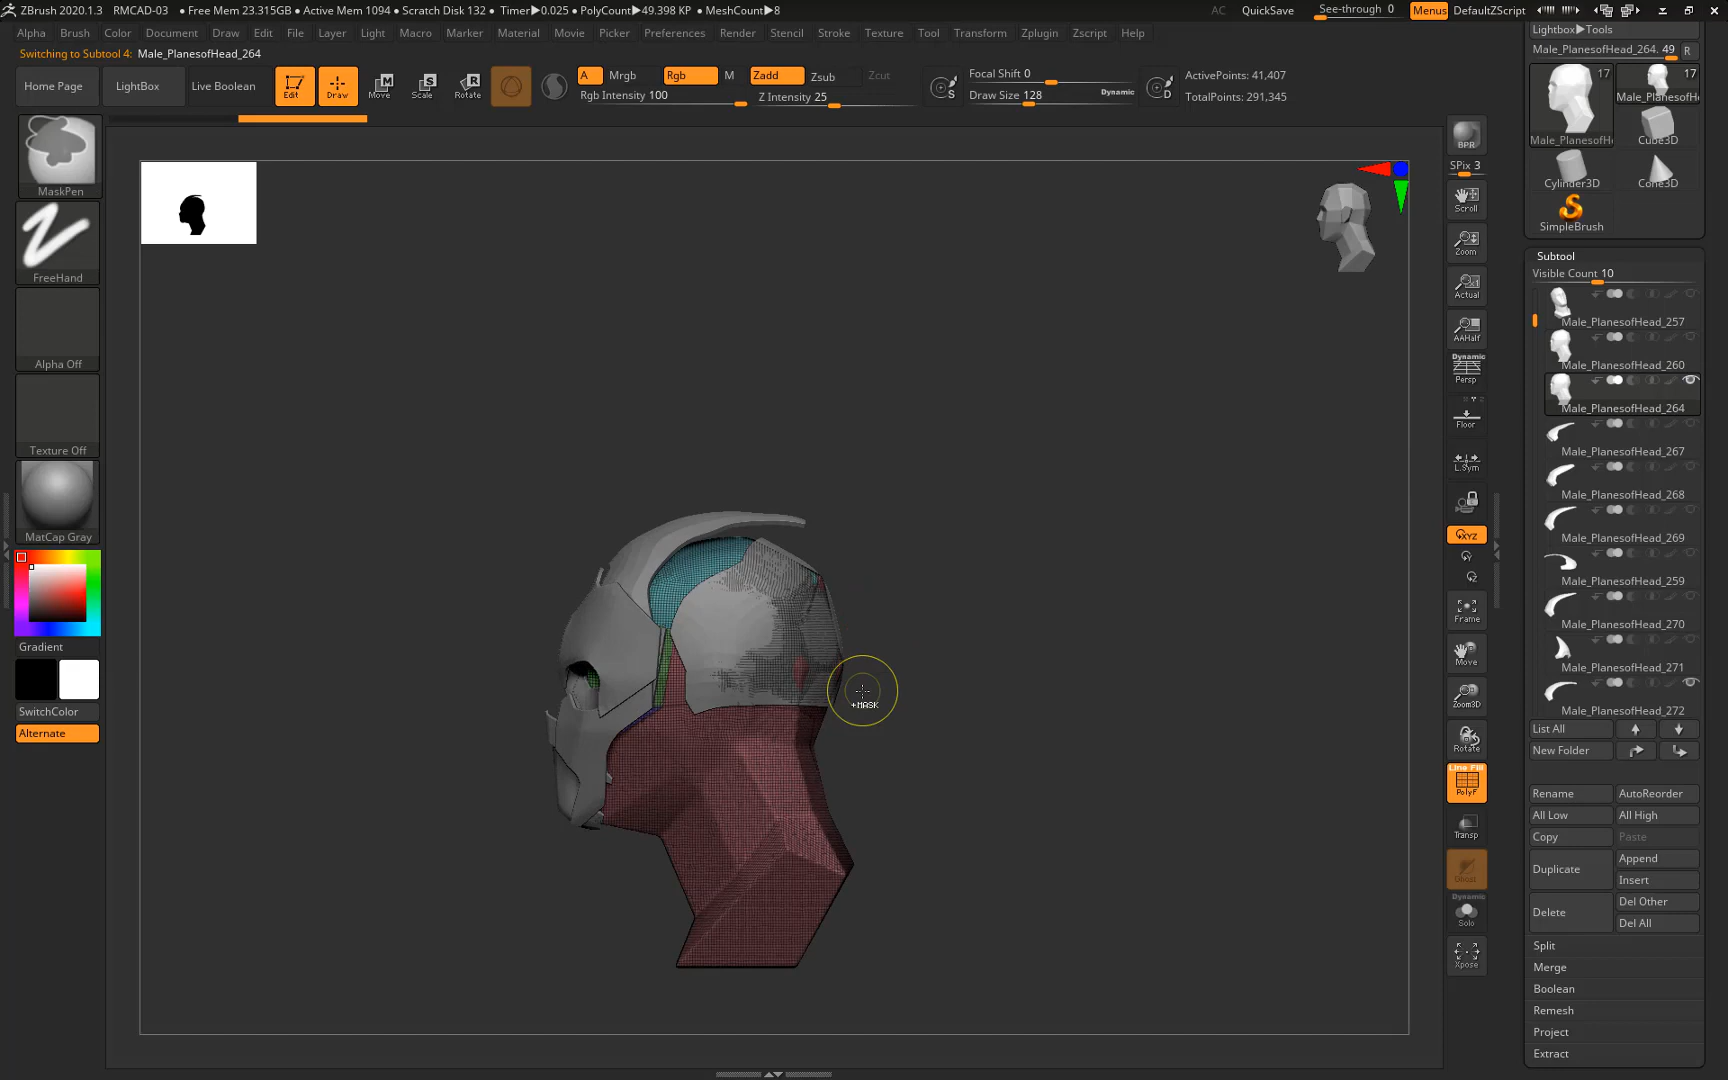 ZBrush 2020.1.3 RMCAD-03 • Free Mem 23.315GB • Active Mem 1094 • Scratch Disk 132 • Timer▶0.025 • PolyCount▶49.398 KP • MeshCount▶8 AC QuickSave See-through 0 Menus DefaultZScript
Alpha Brush Color Document Draw Edit File Layer Light Macro Marker Material Movie Picker Preferences Render Stencil Stroke Texture Tool Transform Zplugin Zscript Help
Switching to Subtool 4: Male_PlanesofHead_264
Home Page LightBox Live Boolean Edit Draw Move Scale Rotate
A Mrgb Rgb M Zadd Zsub Zcut
Rgb Intensity 100 Z Intensity 25
Focal Shift 0
Draw Size 128 Dynamic
ActivePoints: 41,407
TotalPoints: 291,345
MaskPen
FreeHand
Alpha Off
Texture Off
MatCap Gray
Gradient
SwitchColor
Alternate
+MASK
BPR
SPix 3
Scroll
Zoom
Actual
AAHalf
Dynamic
Persp
Floor
L.Sym
XYZ
Frame
Move
Zoom3D
Rotate
Line Fill
PolyF
Transp
Ghost
Dynamic
Solo
Xpose
Lightbox▶Tools
Male_PlanesofHead_264. 49 R
17 17
Male_PlanesofH Male_PlanesofHe
Cube3D
Cylinder3D Cone3D
SimpleBrush
Subtool
Visible Count 10
Male_PlanesofHead_257
Male_PlanesofHead_260
Male_PlanesofHead_264
Male_PlanesofHead_267
Male_PlanesofHead_268
Male_PlanesofHead_269
Male_PlanesofHead_259
Male_PlanesofHead_270
Male_PlanesofHead_271
Male_PlanesofHead_272
List All
New Folder
Rename AutoReorder
All Low All High
Copy Paste
Duplicate Append
Insert
Delete Del Other
Del All
Split
Merge
Boolean
Remesh
Project
Extract